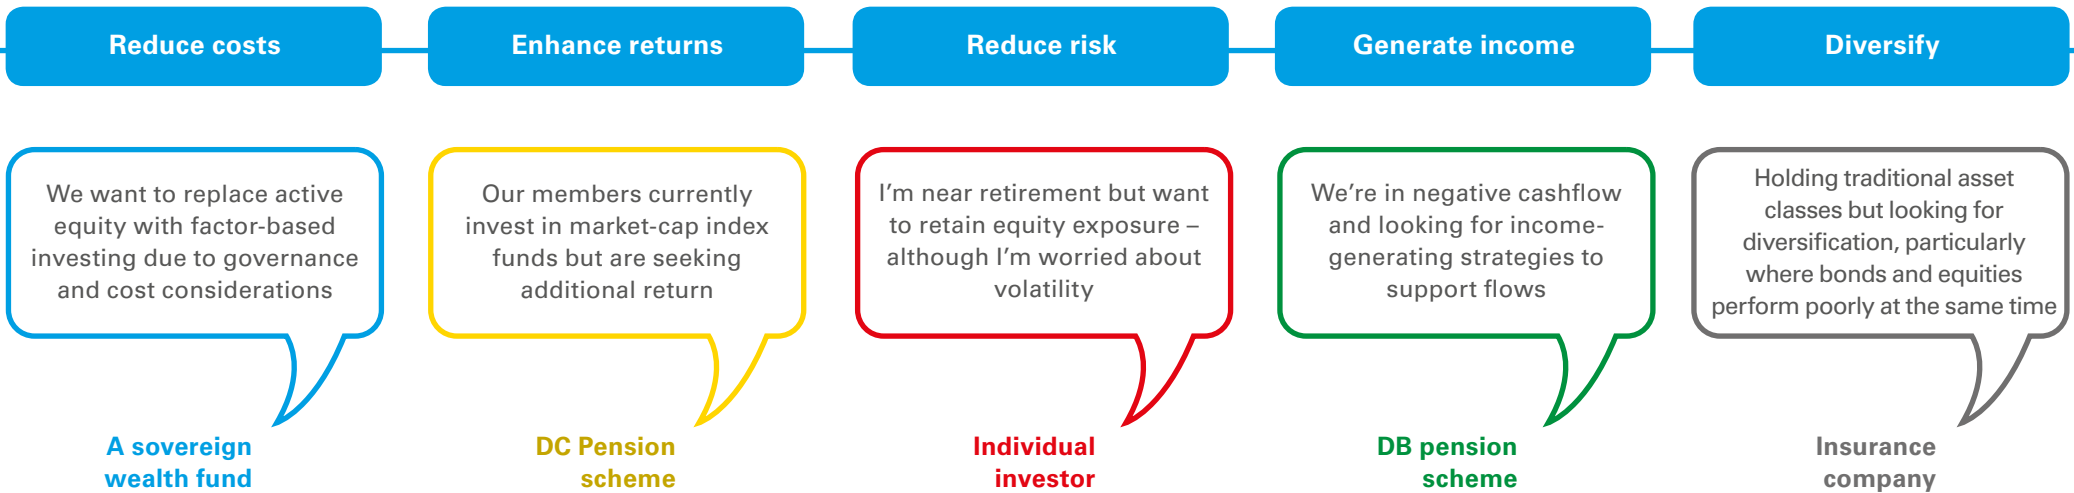 Reduce costs
Enhance returns
Reduce risk
Generate income
Diversify
We want to replace active
equity with factor-based
investing due to governance
and cost considerations
A sovereign
wealth fund
Our members currently
invest in market-cap index
funds but are seeking
additional return
DC Pension
scheme
I’m near retirement but want
to retain equity exposure –
although I’m worried about
volatility
Individual
investor
We’re in negative cashflow
and looking for income-
generating strategies to
support flows
DB pension
scheme
Holding traditional asset
classes but looking for
diversification, particularly
where bonds and equities
perform poorly at the same time
Insurance
company